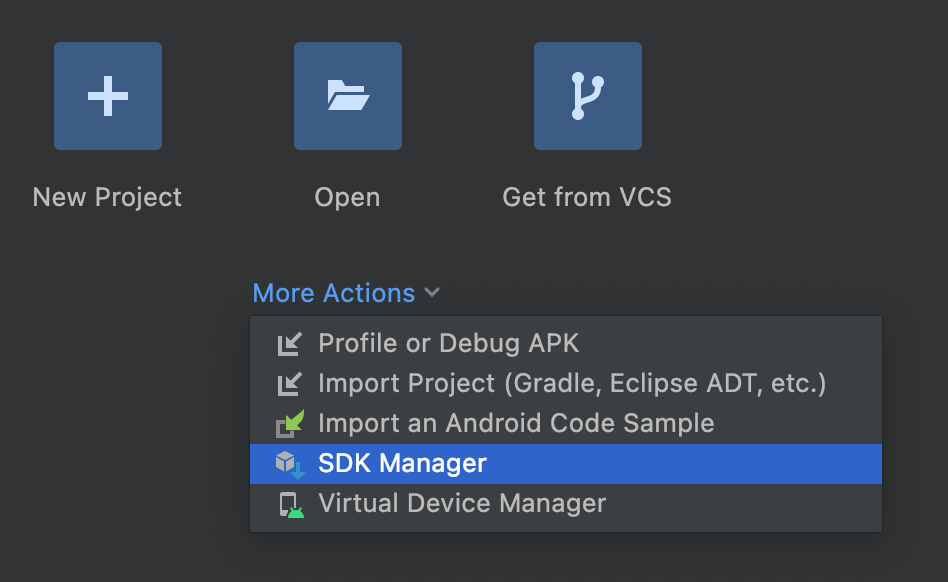 New Project
Open
Get from VCS
More Actions
Profile or Debug APK
Import Project (Gradle, Eclipse ADT, etc.)
Import an Android Code Sample
SDK Manager
Virtual Device Manager